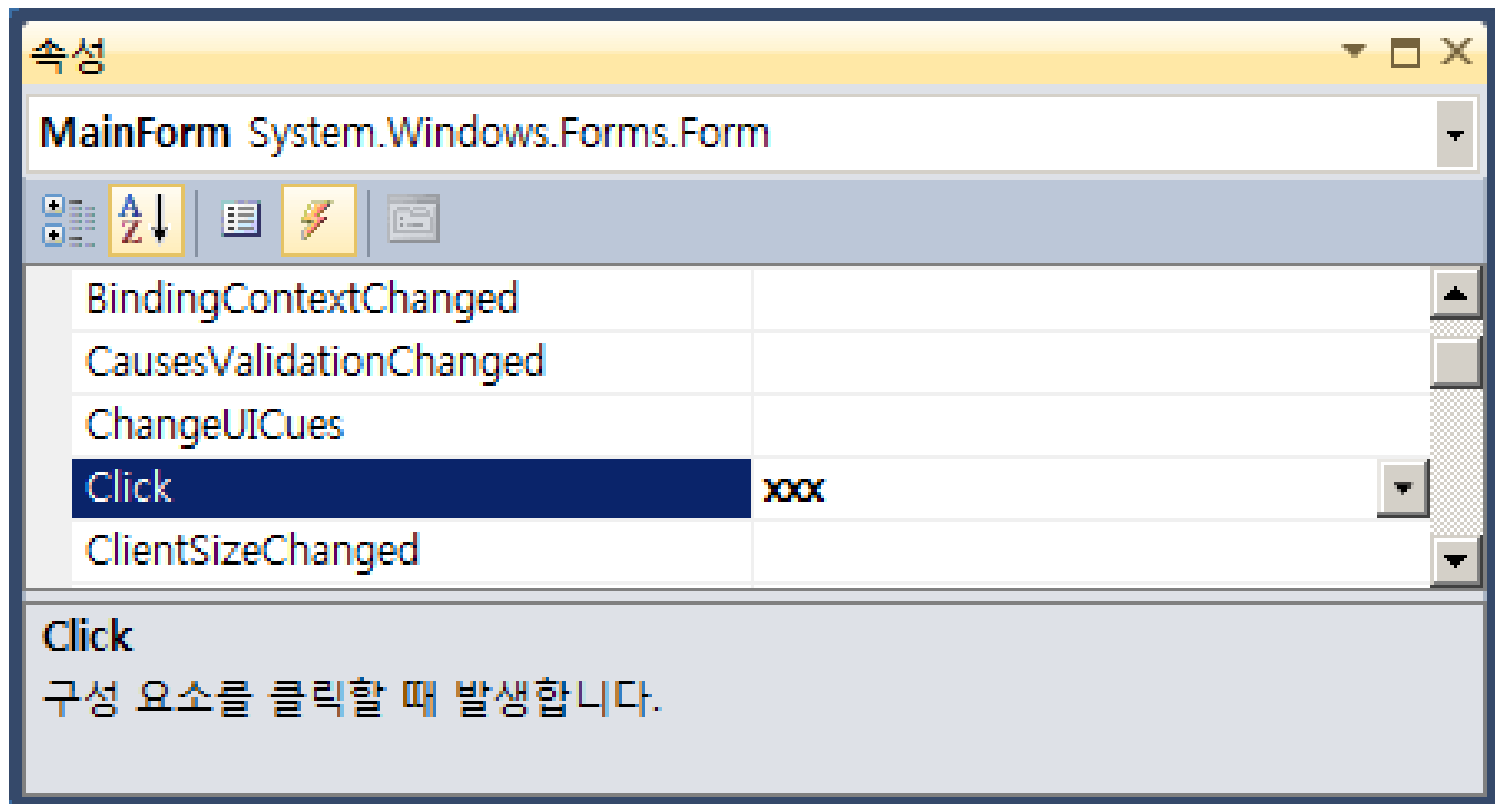 속성
MainForm System.Windows.Forms.Form
BindingContextChanged
CausesValidationChanged
ChangeUICues
Click xxx
ClientSizeChanged
Click
구성 요소를 클릭할 때 발생합니다.